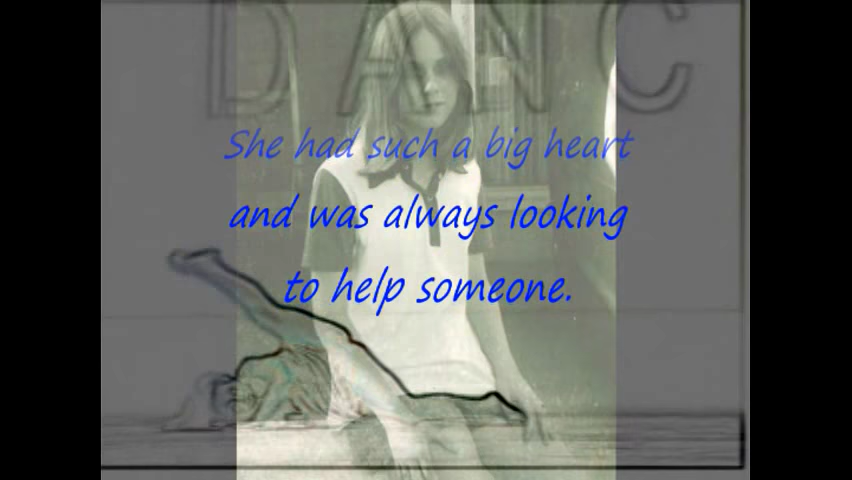 DANC
She had such a big heart
and was always looking
to help someone.